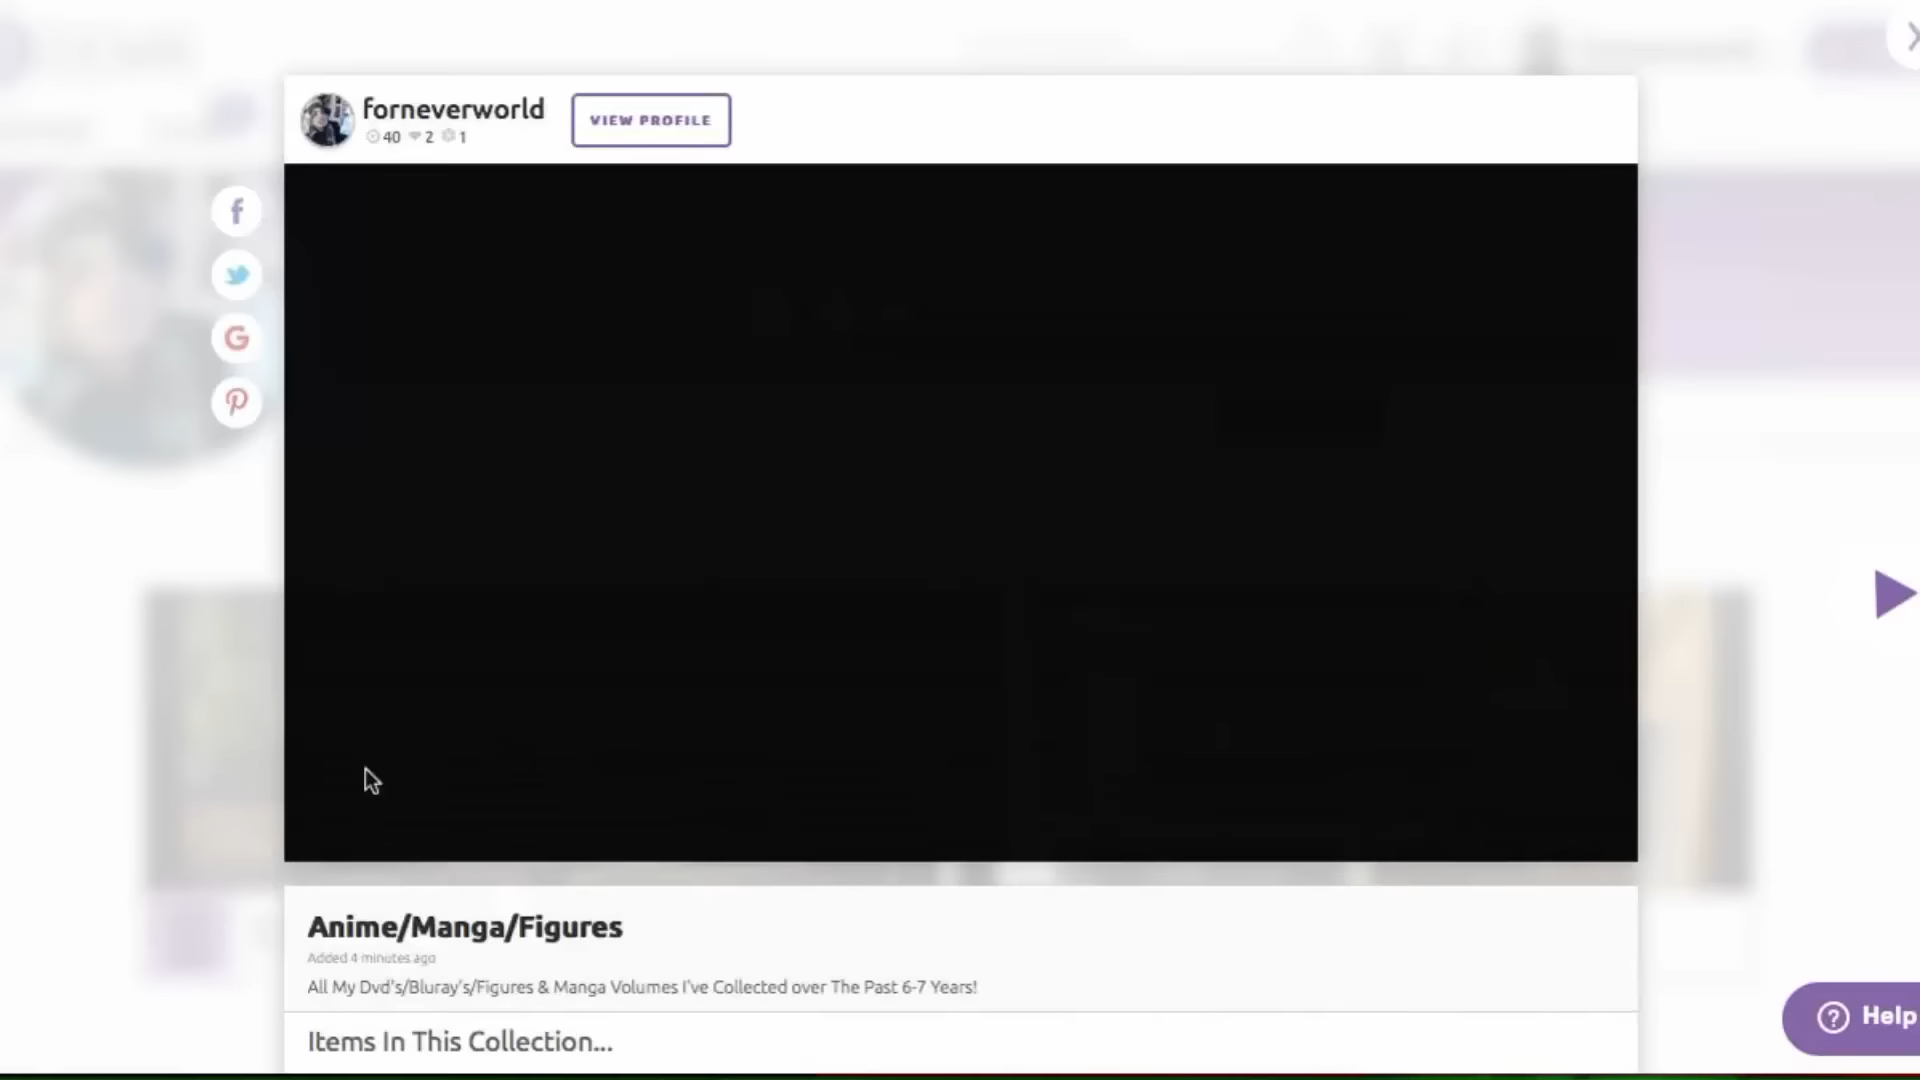 forneverworld
40 2 1
VIEW PROFILE
Anime/Manga/Figures
Added 4 minutes ago
All My Dvd's/Bluray's/Figures & Manga Volumes I've Collected over The Past 6-7 Years!
Items In This Collection...
Help